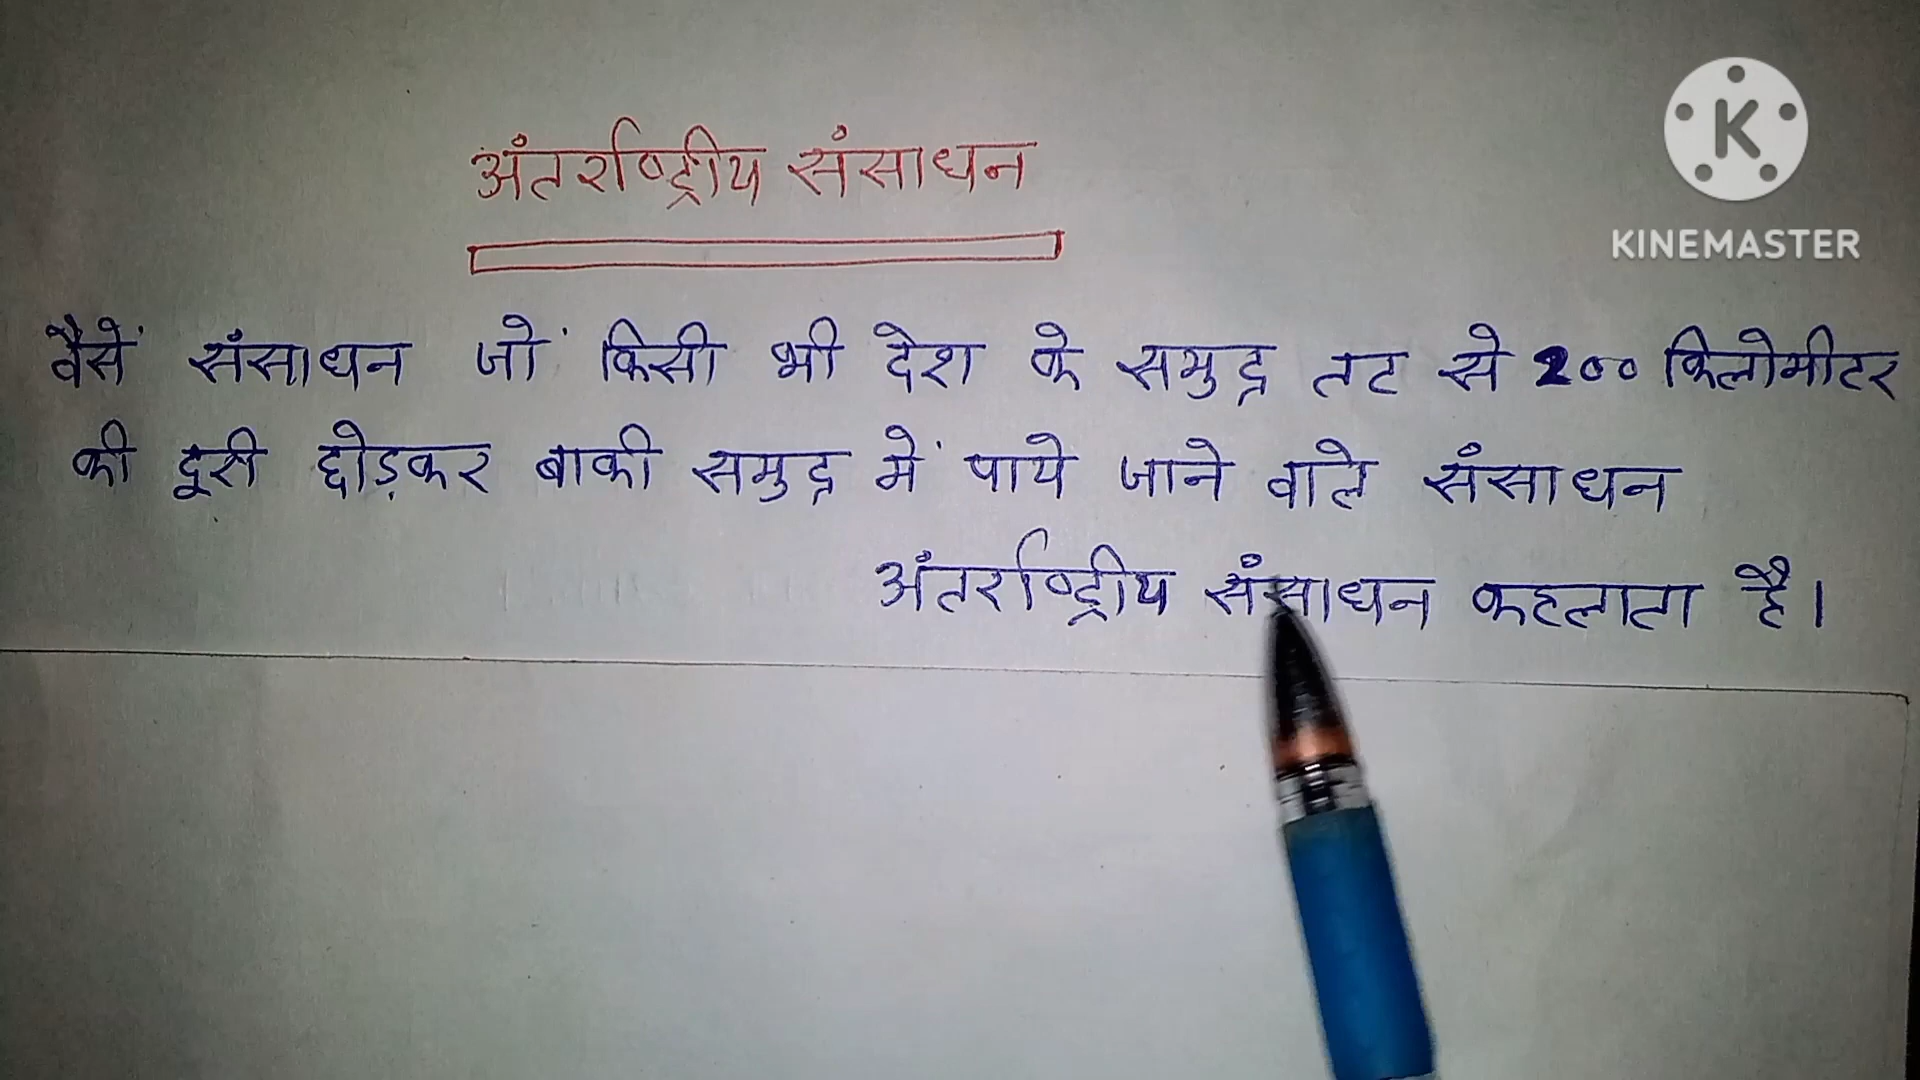 अंतर्राष्ट्रीय संसाधन
KINEMASTER
वैसें संसाधन जों किसी भी देश के समुद्र तट से 200 किलोमीटर
की दूरी छोड़कर बाकी समुद्र में पाये जाने वाले संसाधन
अंतर्राष्ट्रीय संसाधन कहलाता है।